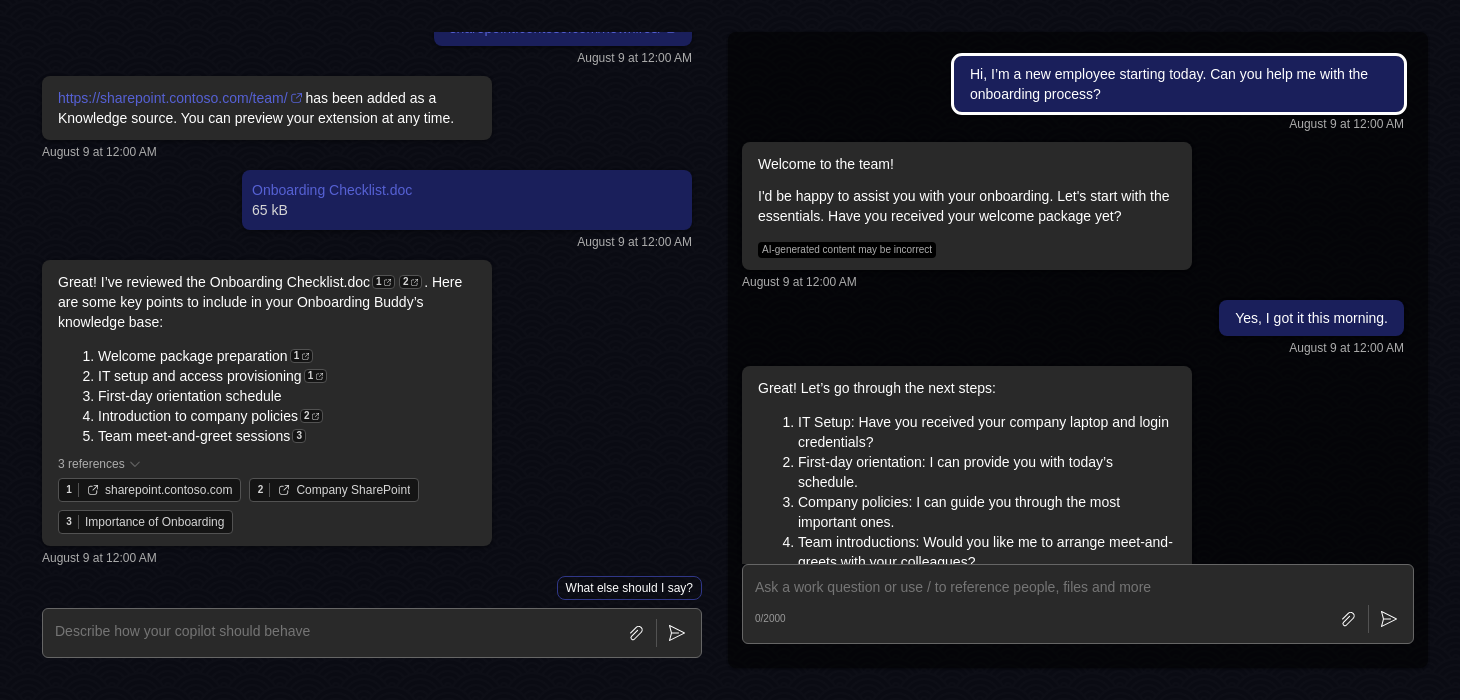 August 9 at 12:00 AM
https://sharepoint.contoso.com/team/ has been added as a
Knowledge source. You can preview your extension at any time.
August 9 at 12:00 AM
Onboarding Checklist.doc
65 kB
August 9 at 12:00 AM
Great! I’ve reviewed the Onboarding Checklist.doc 1 2 . Here
are some key points to include in your Onboarding Buddy’s
knowledge base:
1. Welcome package preparation 1
2. IT setup and access provisioning 1
3. First-day orientation schedule
4. Introduction to company policies 2
5. Team meet-and-greet sessions 3
3 references
1 sharepoint.contoso.com 2 Company SharePoint
3 Importance of Onboarding
August 9 at 12:00 AM
What else should I say?
Describe how your copilot should behave
Hi, I’m a new employee starting today. Can you help me with the
onboarding process?
August 9 at 12:00 AM
Welcome to the team!
I'd be happy to assist you with your onboarding. Let’s start with the
essentials. Have you received your welcome package yet?
AI-generated content may be incorrect
August 9 at 12:00 AM
Yes, I got it this morning.
August 9 at 12:00 AM
Great! Let’s go through the next steps:
1. IT Setup: Have you received your company laptop and login
credentials?
2. First-day orientation: I can provide you with today’s
schedule.
3. Company policies: I can guide you through the most
important ones.
4. Team introductions: Would you like me to arrange meet-and-
greets with your colleagues?
Ask a work question or use / to reference people, files and more
0/2000